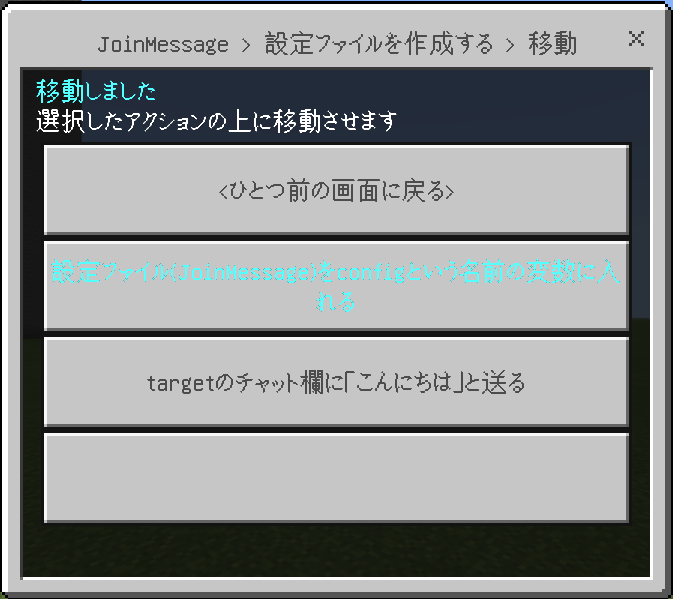 JoinMessage > 設定ファイルを作成する > 移動
移動しました
選択したアクションの上に移動させます
<ひとつ前の画面に戻る>
設定ファイル(JoinMessage)をconfigという名前の変数に入
れる
targetのチャット欄に「こんにちは」と送る